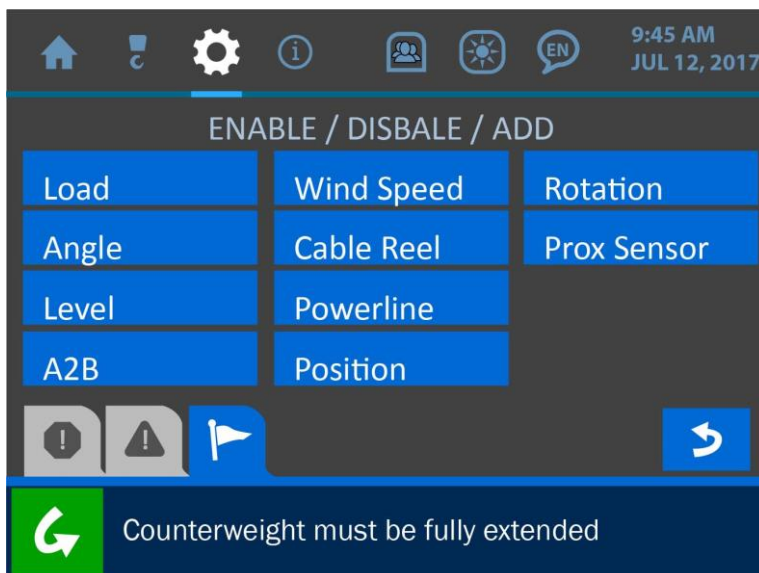 EN
9:45 AM
JUL 12, 2017
ENABLE / DISBALE / ADD
Load
Wind Speed
Rotation
Angle
Cable Reel
Prox Sensor
Level
Powerline
A2B
Position
Counterweight must be fully extended